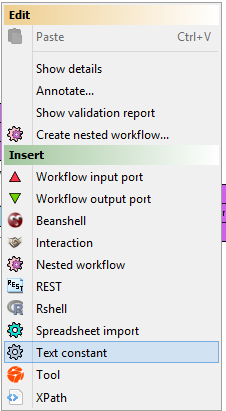 Edit
Paste Ctrl+V
Show details
Annotate...
Show validation report
Create nested workflow...
Insert
Workflow input port
Workflow output port
Beanshell
Interaction
Nested workflow
REST REST
R Rshell
Spreadsheet import
Text constant
Tool
XPath